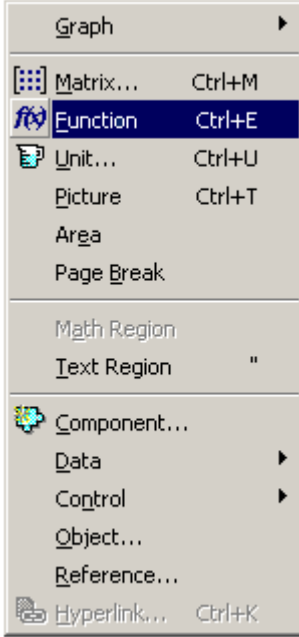 Graph
Matrix... Ctrl+M
f(x) Function Ctrl+E
Unit... Ctrl+U
Picture Ctrl+T
Area
Page Break
Math Region
Text Region "
Component...
Data
Control
Object...
Reference...
Hyperlink... Ctrl+K